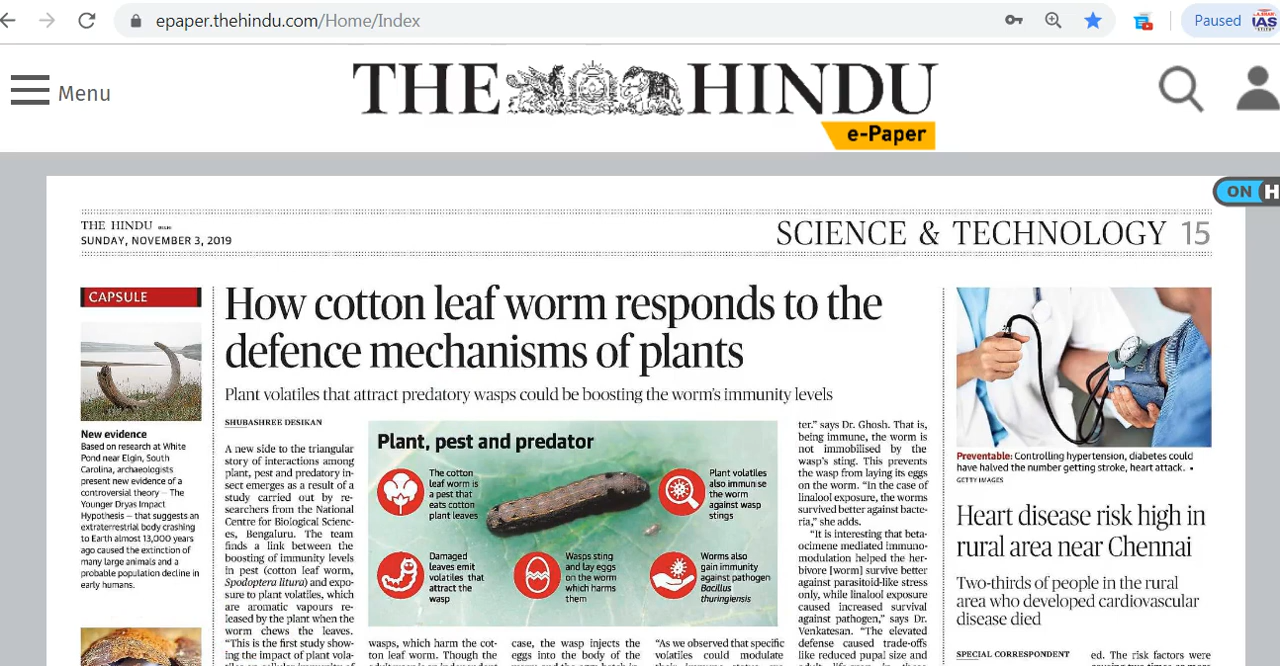 epaper.thehindu.com/Home/Index
Paused
IAS
Menu
THE HINDU
e-Paper
ON
H
THE HINDU
SUNDAY, NOVEMBER 3, 2019
SCIENCE & TECHNOLOGY 15
CAPSULE
New evidence
Based on research at White
Pond near Elgin, South
Carolina, archaeologists
present new evidence of a
controversial theory — The
Younger Dryas Impact
Hypothesis — that suggests an
extraterrestrial body crashing
to Earth almost 13,000 years
ago caused the extinction of
many large animals and a
probable population decline in
early humans.
How cotton leaf worm responds to the
defence mechanisms of plants
Plant volatiles that attract predatory wasps could be boosting the worm's immunity levels
SHUBASHREE DESIKAN
A new side to the triangular
story of interactions among
plant, pest and predatory in-
sect emerges as a result of a
study carried out by re-
searchers from the National
Centre for Biological Scienc-
es, Bengaluru. The team
finds a link between the
boosting of immunity levels
in pest (cotton leaf worm,
Spodoptera litura) and expo-
sure to plant volatiles, which
are aromatic vapours re-
leased by the plant when the
worm chews the leaves.
"This is the first study show-
ing the impact of plant vola-
Plant, pest and predator
The cotton
leaf worm is
a pest that
eats cotton
plant leaves
Plant volatiles
also immunise
the worm
against wasp
stings
Damaged
leaves emit
volatiles that
attract the
wasp
Wasps sting
and lay eggs
on the worm
which harms
them
Worms also
gain immunity
against pathogen
Bacillus
thuringiensis
wasps, which harm the cot-
ton leaf worm. Though the
case, the wasp injects the
eggs into the body of the
"As we observed that specific
volatiles could modulate
ter." says Dr. Ghosh. That is,
being immune, the worm is
not immobilised by the
wasp's sting. This prevents
the wasp from laying its eggs
on the worm. "In the case of
linalool exposure, the worms
survived better against bacte-
ria," she adds.
"It is interesting that beta-
ocimene mediated immuno-
modulation helped the her-
bivore [worm] survive better
against parasitoid-like stress
only, while linalool exposure
caused increased survival
against pathogen," says Dr.
Venkatesan. "The elevated
defence caused trade-offs
like reduced pupal size and
Preventable: Controlling hypertension, diabetes could
have halved the number getting stroke, heart attack. •
GETTY IMAGES
Heart disease risk high in
rural area near Chennai
Two-thirds of people in the rural
area who developed cardiovascular
disease died
SPECIAL CORRESPONDENT
ed. The risk factors were